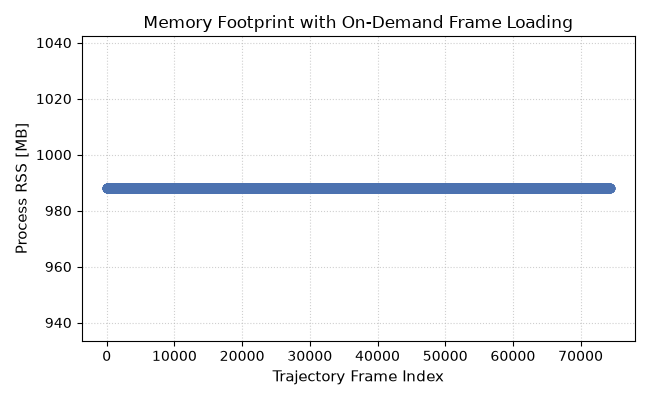 Memory Footprint with On-Demand Frame Loading
1040
1020
1000
980
960
940
Process RSS [MB]
0 10000 20000 30000 40000 50000 60000 70000
Trajectory Frame Index